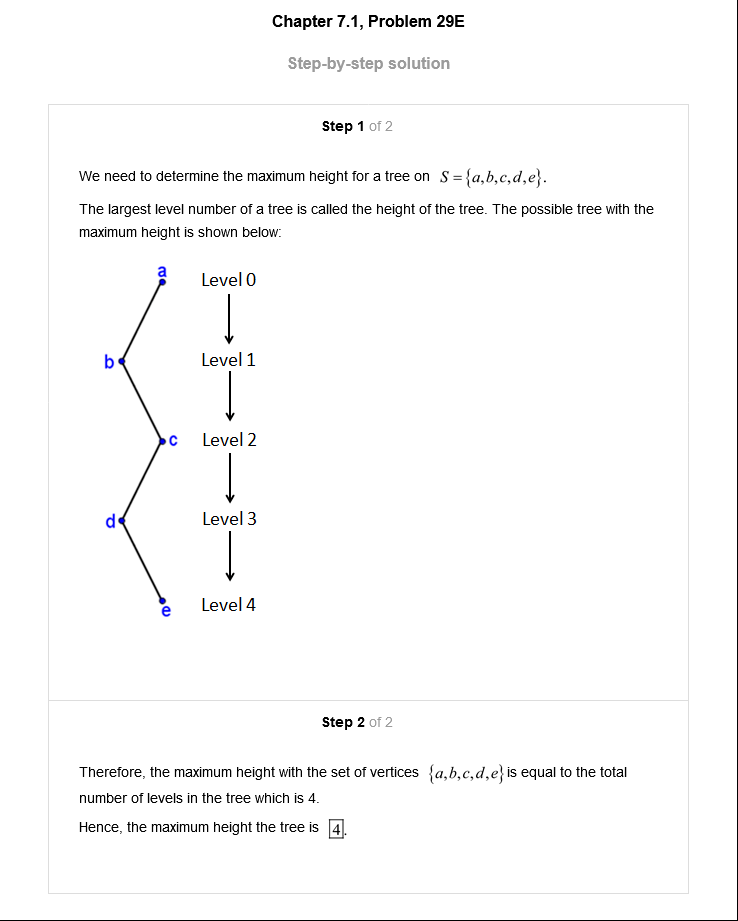 Chapter 7.1, Problem 29E
Step-by-step solution
Step 1 of 2
We need to determine the maximum height for a tree on S={a,b,c,d,e}.
The largest level number of a tree is called the height of the tree. The possible tree with the
maximum height is shown below:
a Level 0
b Level 1
c Level 2
d Level 3
e Level 4
Step 2 of 2
Therefore, the maximum height with the set of vertices {a,b,c,d,e} is equal to the total
number of levels in the tree which is 4.
Hence, the maximum height the tree is 4.